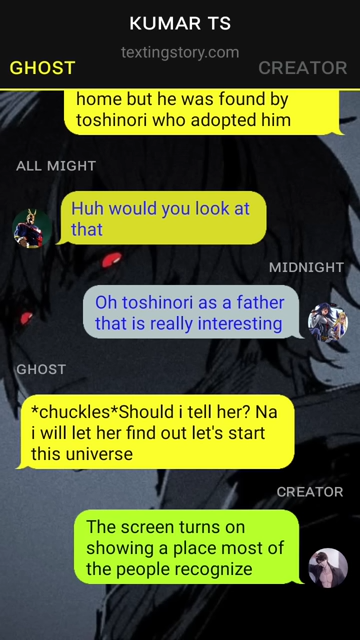 KUMAR TS
textingstory.com
GHOST
CREATOR
home but he was found by
toshinori who adopted him
ALL MIGHT
Huh would you look at
that
MIDNIGHT
Oh toshinori as a father
that is really interesting
GHOST
*chuckles*Should i tell her? Na
i will let her find out let's start
this universe
CREATOR
The screen turns on
showing a place most of
the people recognize